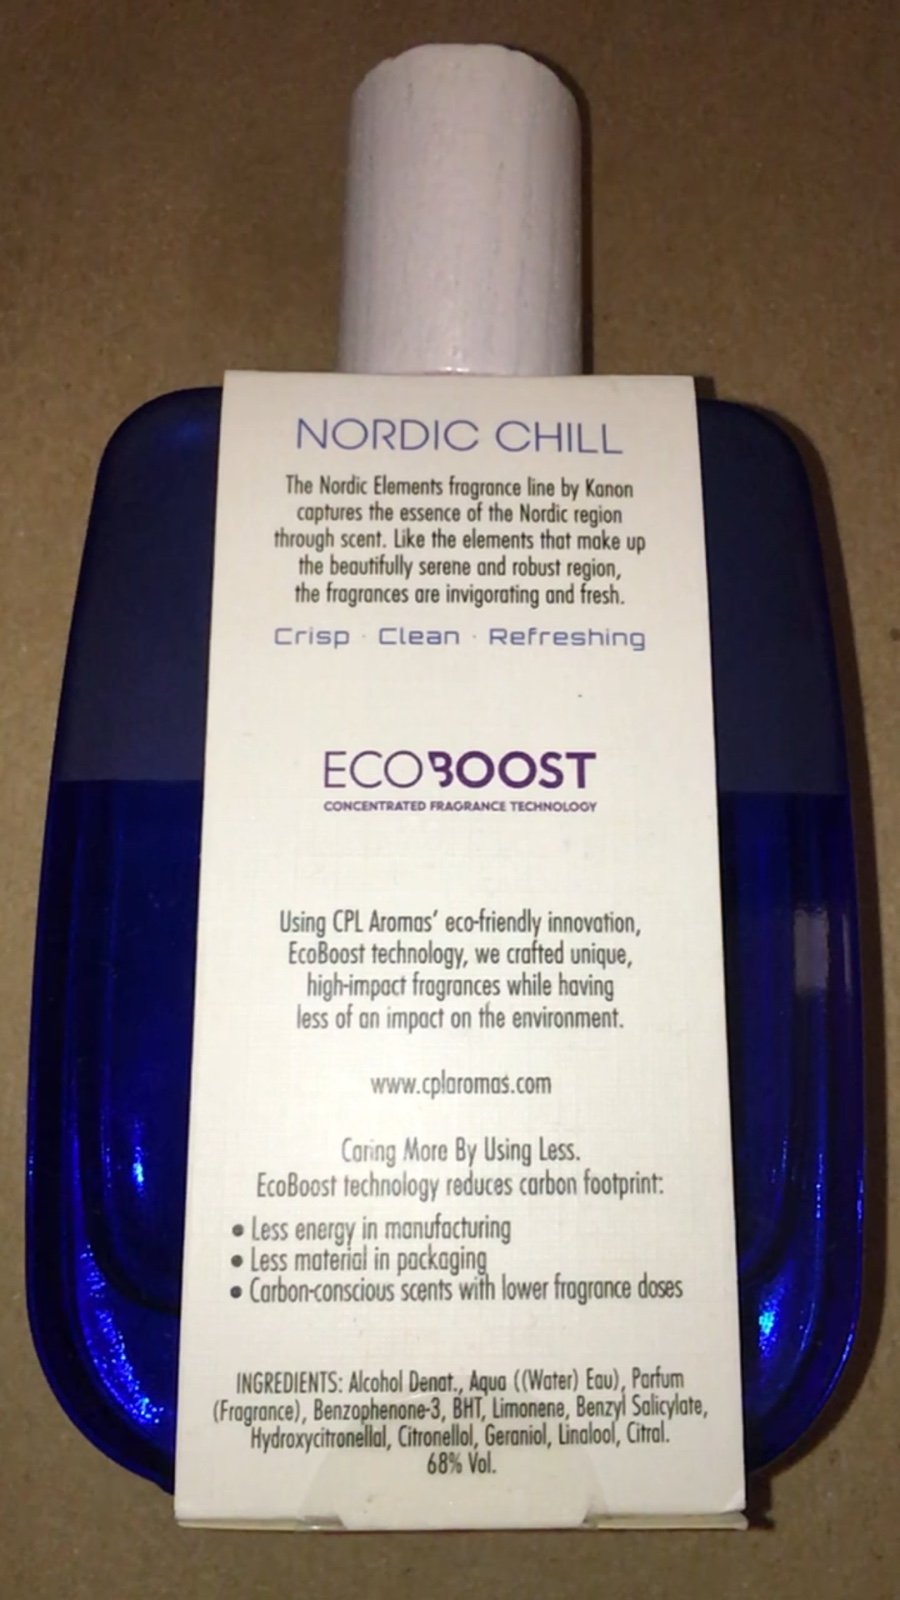 NORDIC CHILL
The Nordic Elements fragrance line by Kanon
captures the essence of the Nordic region
through scent. Like the elements that make up
the beautifully serene and robust region,
the fragrances are invigorating and fresh.
Crisp · Clean · Refreshing
ECOBOOST
CONCENTRATED FRAGRANCE TECHNOLOGY
Using CPL Aromas’ eco-friendly innovation,
EcoBoost technology, we crafted unique,
high-impact fragrances while having
less of an impact on the environment.
www.cplaromas.com
Caring More By Using Less.
EcoBoost technology reduces carbon footprint:
• Less energy in manufacturing
• Less material in packaging
• Carbon-conscious scents with lower fragrance doses
INGREDIENTS: Alcohol Denat., Aqua ((Water) Eau), Parfum
(Fragrance), Benzophenone-3, BHT, Limonene, Benzyl Salicylate,
Hydroxycitronellal, Citronellol, Geraniol, Linalool, Citral.
68% Vol.